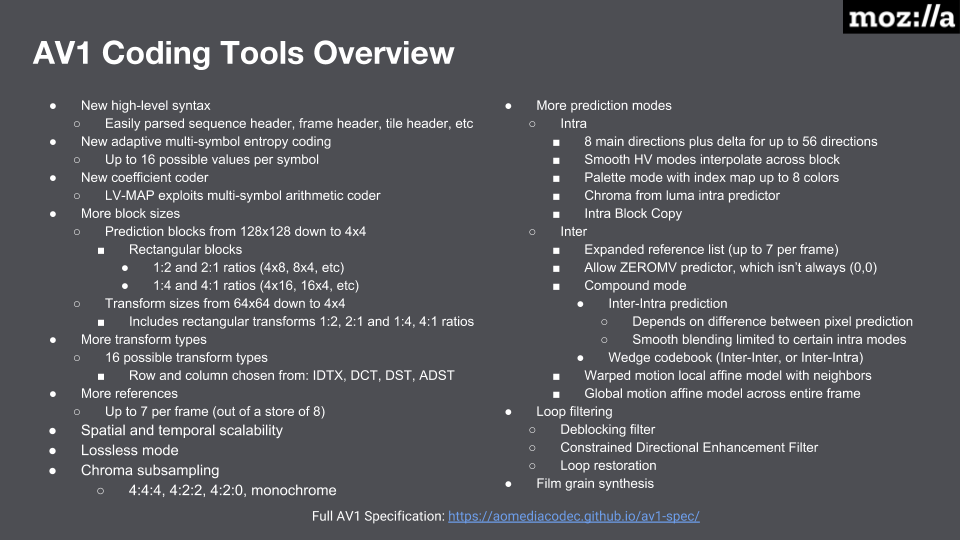 moz://a
AV1 Coding Tools Overview
● New high-level syntax
○ Easily parsed sequence header, frame header, tile header, etc
● New adaptive multi-symbol entropy coding
○ Up to 16 possible values per symbol
● New coefficient coder
○ LV-MAP exploits multi-symbol arithmetic coder
● More block sizes
○ Prediction blocks from 128x128 down to 4x4
■ Rectangular blocks
● 1:2 and 2:1 ratios (4x8, 8x4, etc)
● 1:4 and 4:1 ratios (4x16, 16x4, etc)
○ Transform sizes from 64x64 down to 4x4
■ Includes rectangular transforms 1:2, 2:1 and 1:4, 4:1 ratios
● More transform types
○ 16 possible transform types
■ Row and column chosen from: IDTX, DCT, DST, ADST
● More references
○ Up to 7 per frame (out of a store of 8)
● Spatial and temporal scalability
● Lossless mode
● Chroma subsampling
○ 4:4:4, 4:2:2, 4:2:0, monochrome
● More prediction modes
○ Intra
■ 8 main directions plus delta for up to 56 directions
■ Smooth HV modes interpolate across block
■ Palette mode with index map up to 8 colors
■ Chroma from luma intra predictor
■ Intra Block Copy
○ Inter
■ Expanded reference list (up to 7 per frame)
■ Allow ZEROMV predictor, which isn't always (0,0)
■ Compound mode
● Inter-Intra prediction
○ Depends on difference between pixel prediction
○ Smooth blending limited to certain intra modes
● Wedge codebook (Inter-Inter, or Inter-Intra)
■ Warped motion local affine model with neighbors
■ Global motion affine model across entire frame
● Loop filtering
○ Deblocking filter
○ Constrained Directional Enhancement Filter
○ Loop restoration
● Film grain synthesis
Full AV1 Specification: https://aomediacodec.github.io/av1-spec/